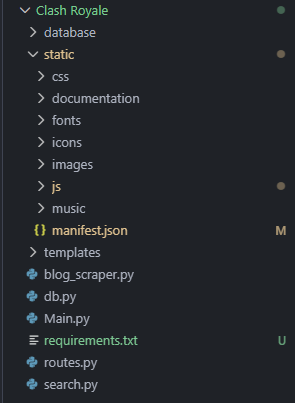 Clash Royale
database
static
css
documentation
fonts
icons
images
js
music
{} manifest.json M
templates
blog_scraper.py
db.py
Main.py
requirements.txt U
routes.py
search.py